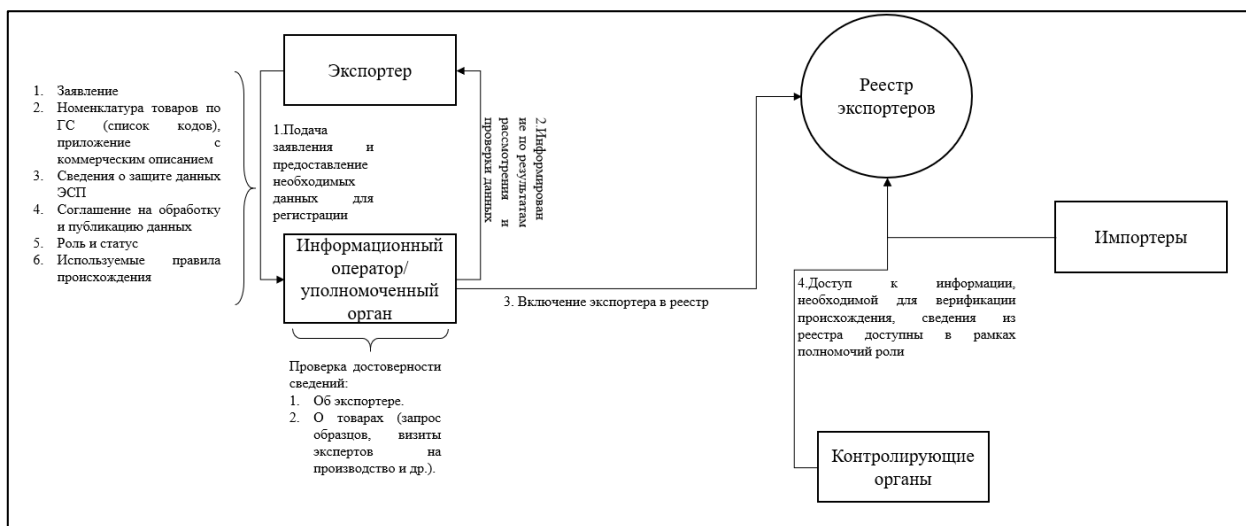 Экспортер
Реестр
экспортеров
1. Заявление
2. Номенклатура товаров по
ГС (список кодов),
приложение с
коммерческим описанием
3. Сведения о защите данных
ЭСП
4. Соглашение на обработку
и публикацию данных
5. Роль и статус
6. Используемые правила
происхождения
1.Подача
заявления и
предоставление
необходимых
данных для
регистрации
2.Информирован
ие по результатам
рассмотрения и
проверки данных
Информационный
оператор/
уполномоченный
орган
3. Включение экспортера в реестр
Импортеры
4.Доступ к информации,
необходимой для верификации
происхождения, сведения из
реестра доступны в рамках
полномочий роли
Проверка достоверности
сведений:
1. Об экспортере.
2. О товарах (запрос
образцов, визиты
экспертов на
производство и др.).
Контролирующие
органы